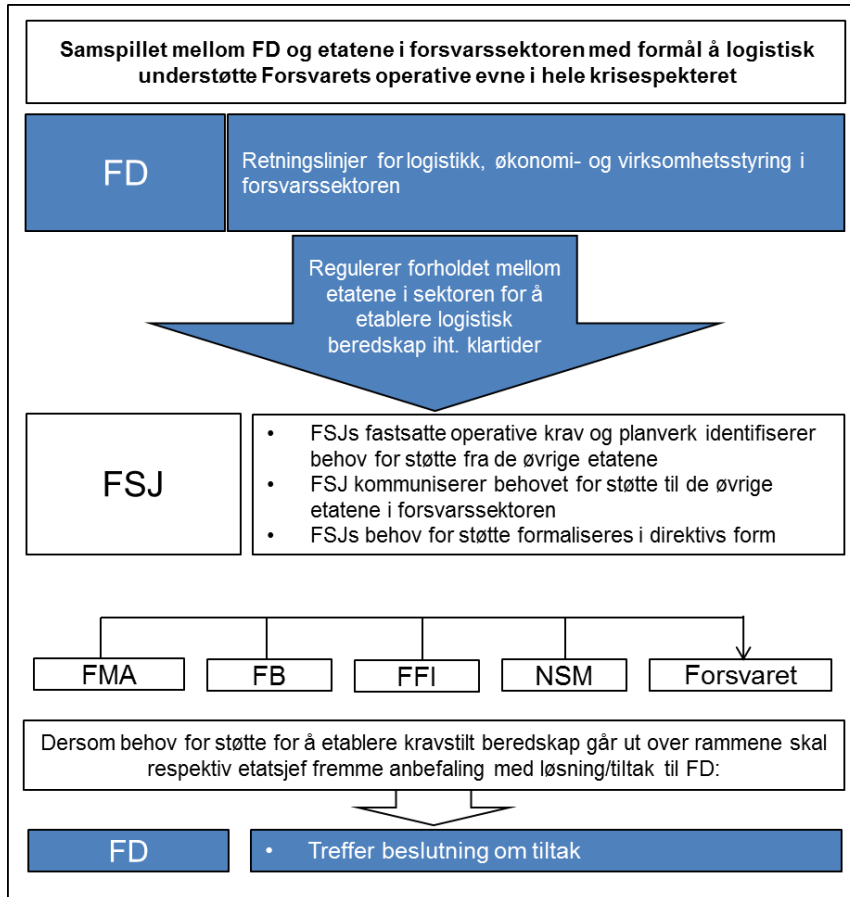 Samspillet mellom FD og etatene i forsvarssektoren med formål å logistisk
understøtte Forsvarets operative evne i hele krisespekteret
FD
Retningslinjer for logistikk, økonomi- og virksomhetsstyring i
forsvarssektoren
Regulerer forholdet mellom
etatene i sektoren for å
etablere logistisk
beredskap iht. klartider
FSJ
• FSJs fastsatte operative krav og planverk identifiserer
behov for støtte fra de øvrige etatene
• FSJ kommuniserer behovet for støtte til de øvrige
etatene i forsvarssektoren
• FSJs behov for støtte formaliseres i direktivs form
FMA
FB
FFI
NSM
Forsvaret
Dersom behov for støtte for å etablere kravstilt beredskap går ut over rammene skal
respektiv etatsjef fremme anbefaling med løsning/tiltak til FD:
FD
• Treffer beslutning om tiltak